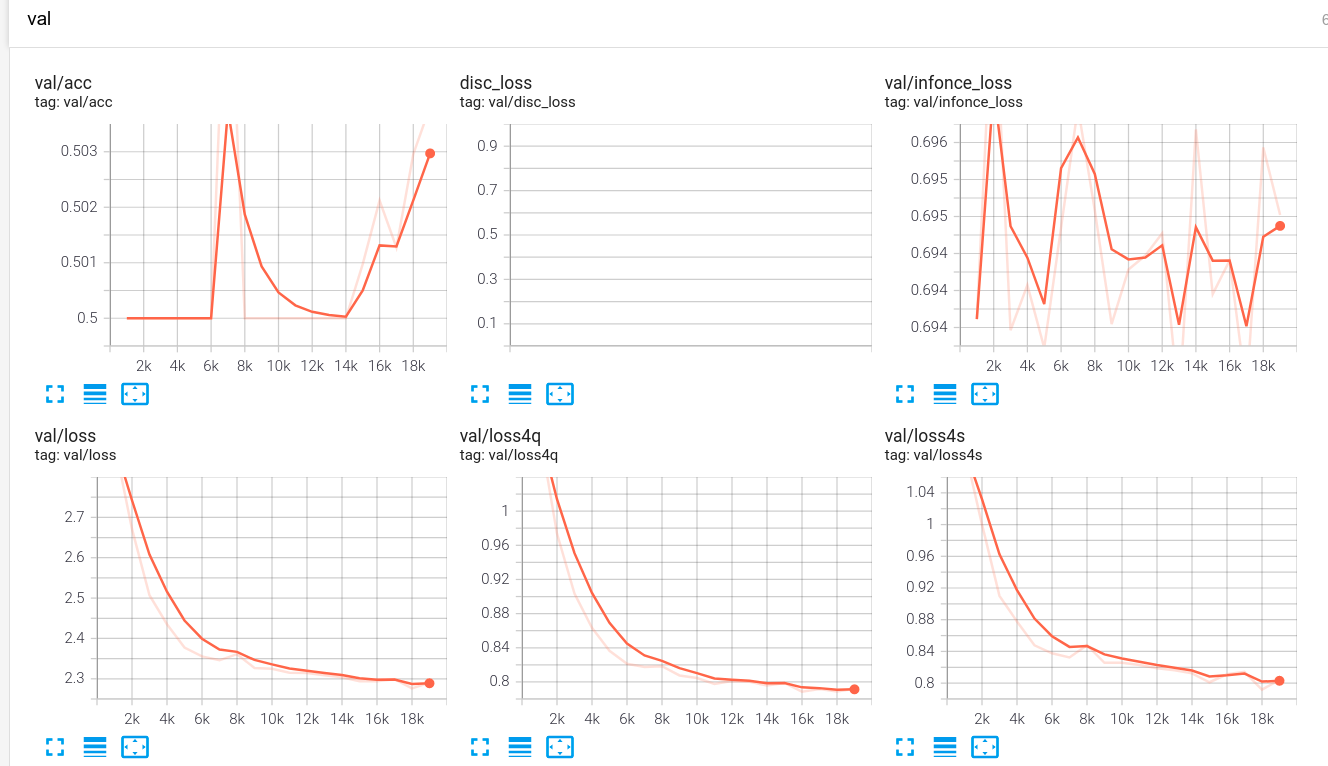 val
6
val/acc
tag: val/acc
0.503
0.502
0.501
0.5
2k 4k 6k 8k 10k 12k 14k 16k 18k
disc_loss
tag: val/disc_loss
0.9
0.7
0.5
0.3
0.1
val/infonce_loss
tag: val/infonce_loss
0.696
0.695
0.695
0.694
0.694
0.694
2k 4k 6k 8k 10k 12k 14k 16k 18k
val/loss
tag: val/loss
2.7
2.6
2.5
2.4
2.3
2k 4k 6k 8k 10k 12k 14k 16k 18k
val/loss4q
tag: val/loss4q
1
0.96
0.92
0.88
0.84
0.8
2k 4k 6k 8k 10k 12k 14k 16k 18k
val/loss4s
tag: val/loss4s
1.04
1
0.96
0.92
0.88
0.84
0.8
2k 4k 6k 8k 10k 12k 14k 16k 18k